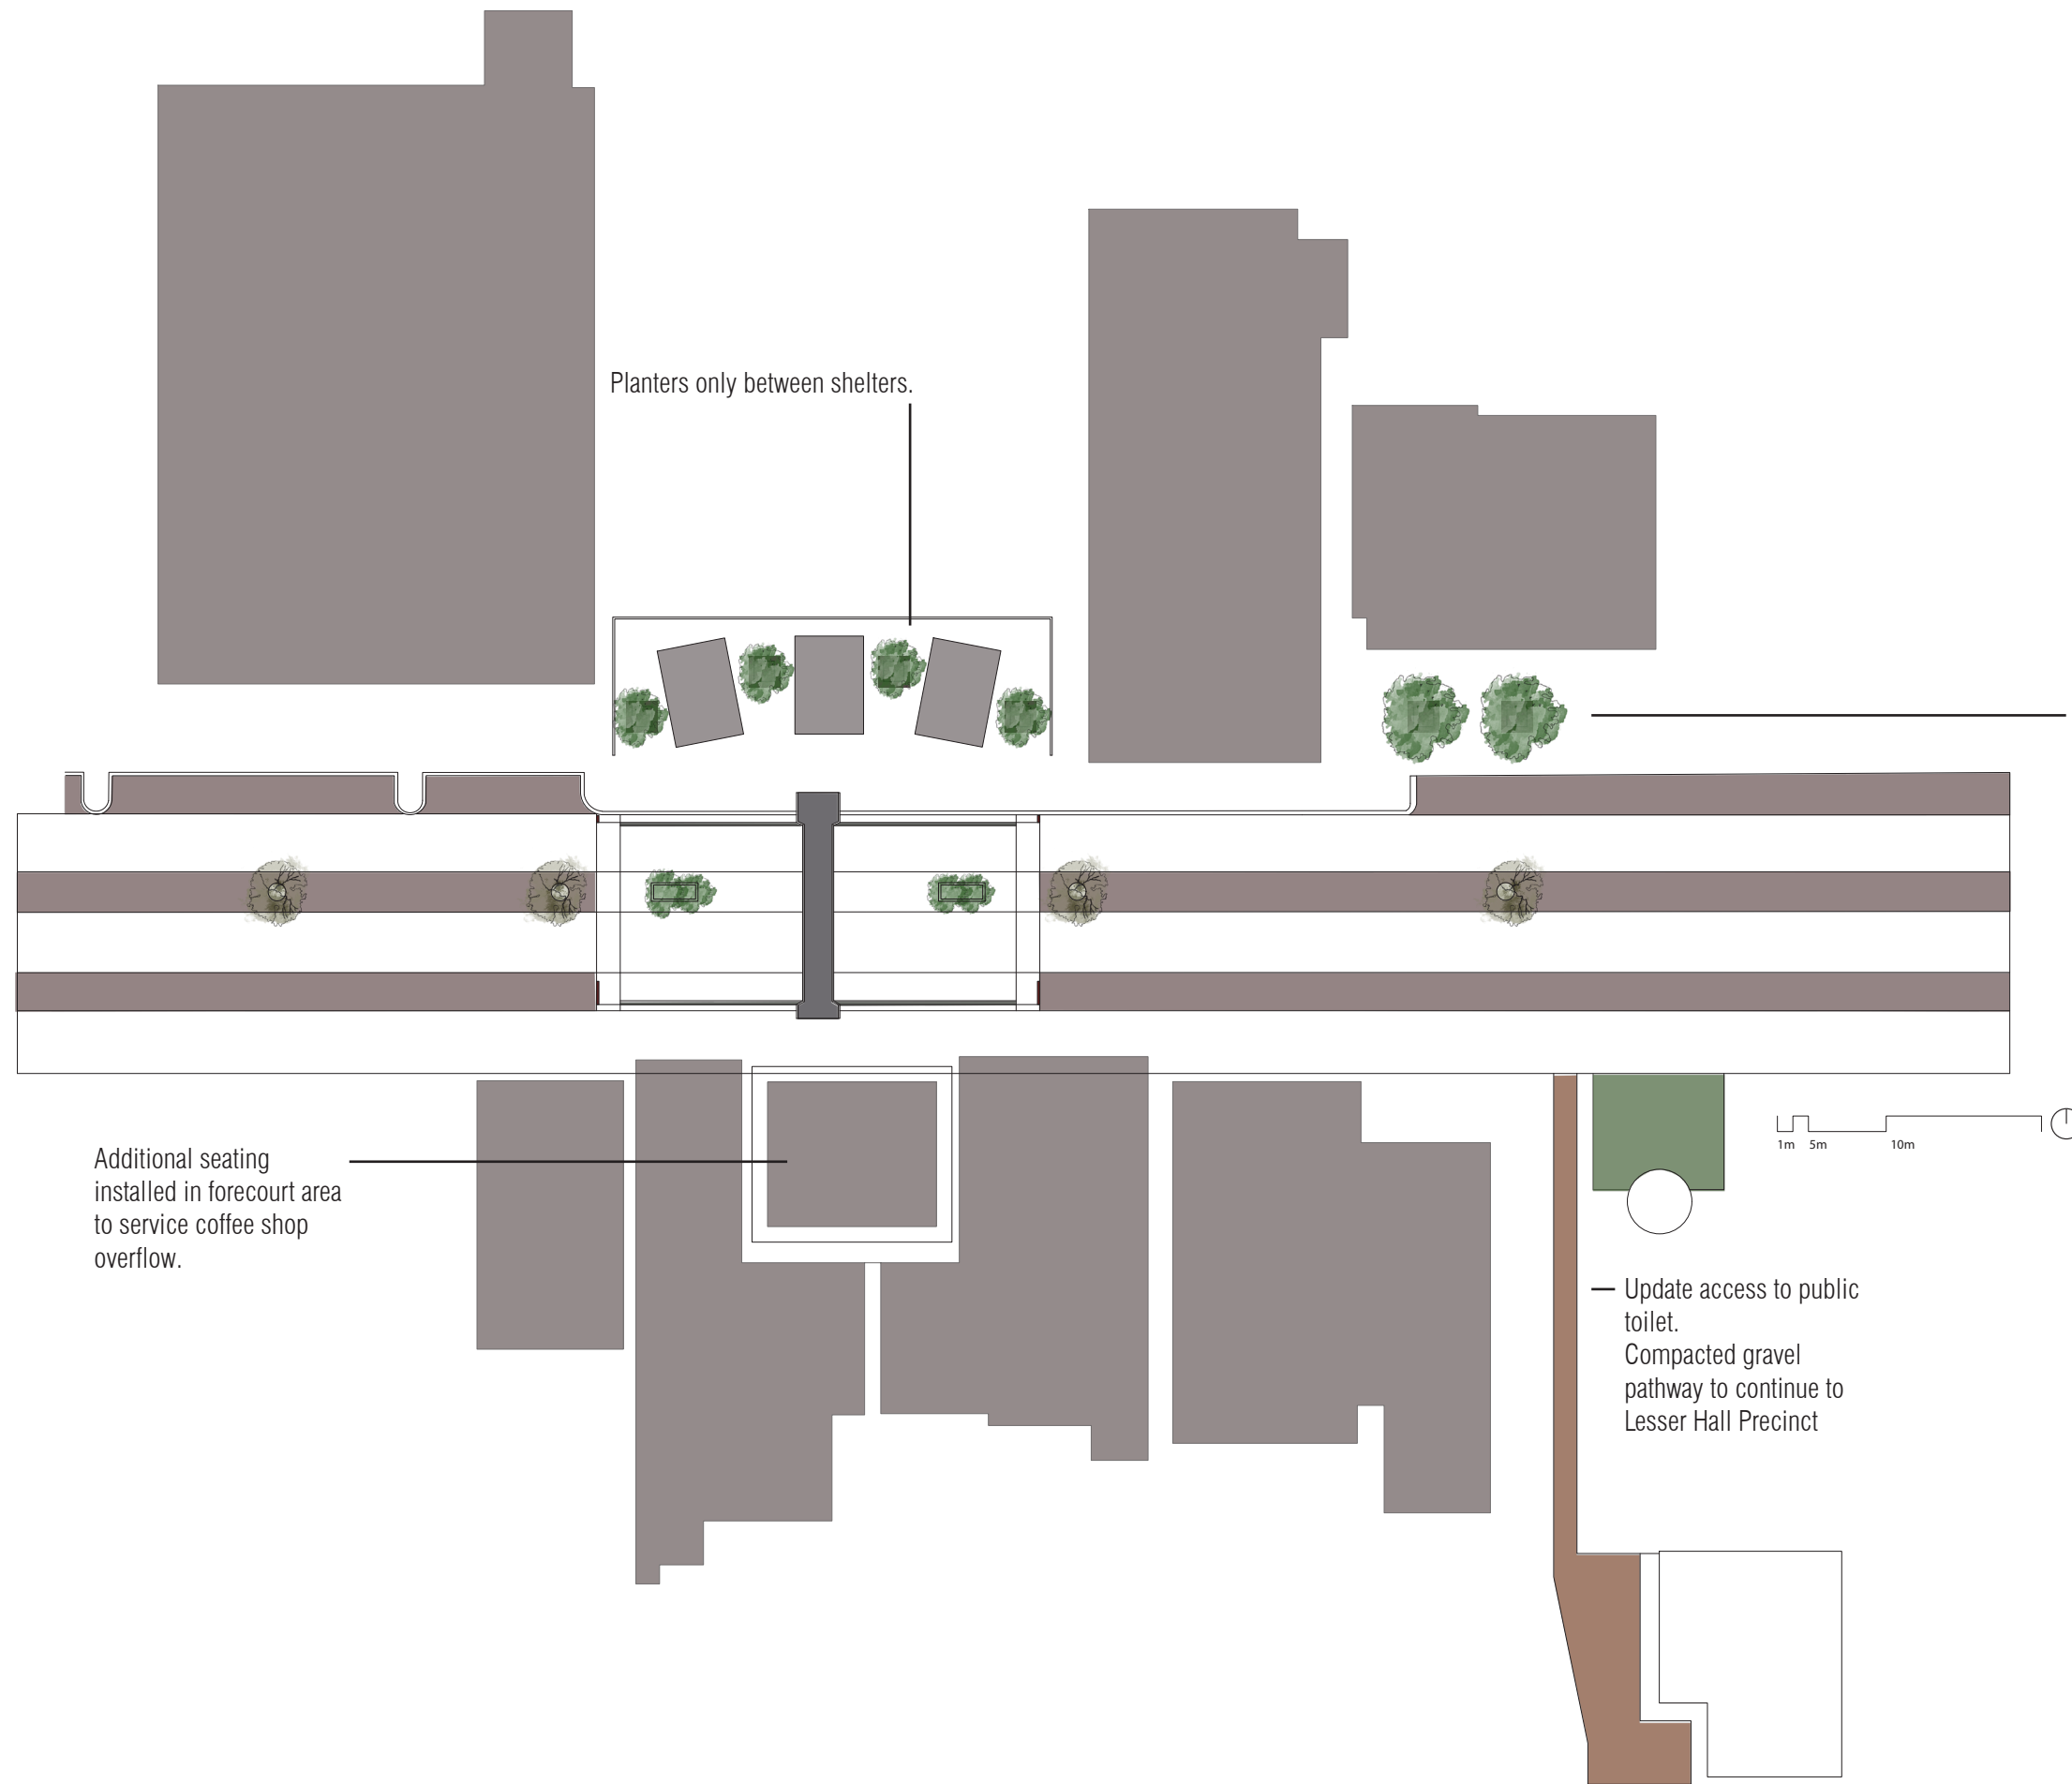 Planters only between shelters.
Additional seating
installed in forecourt area
to service coffee shop
overflow.
1m 5m 10m
Update access to public
toilet.
Compacted gravel
pathway to continue to
Lesser Hall Precinct